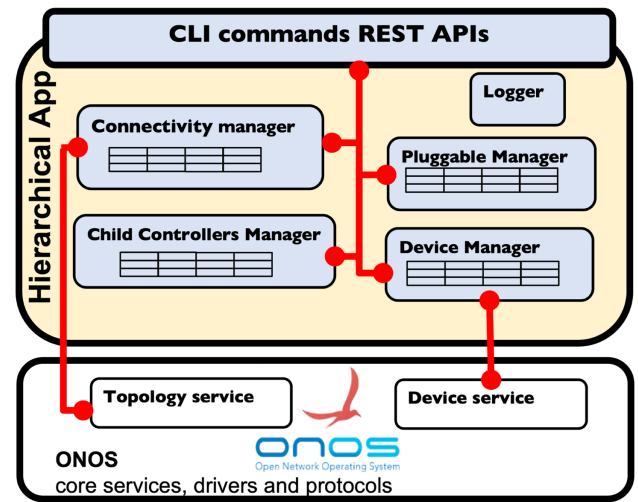 CLI commands REST APIs
Hierarchical App
Logger
Connectivity manager
Pluggable Manager
Child Controllers Manager
Device Manager
Topology service
Device service
onos
Open Network Operating System
ONOS
core services, drivers and protocols